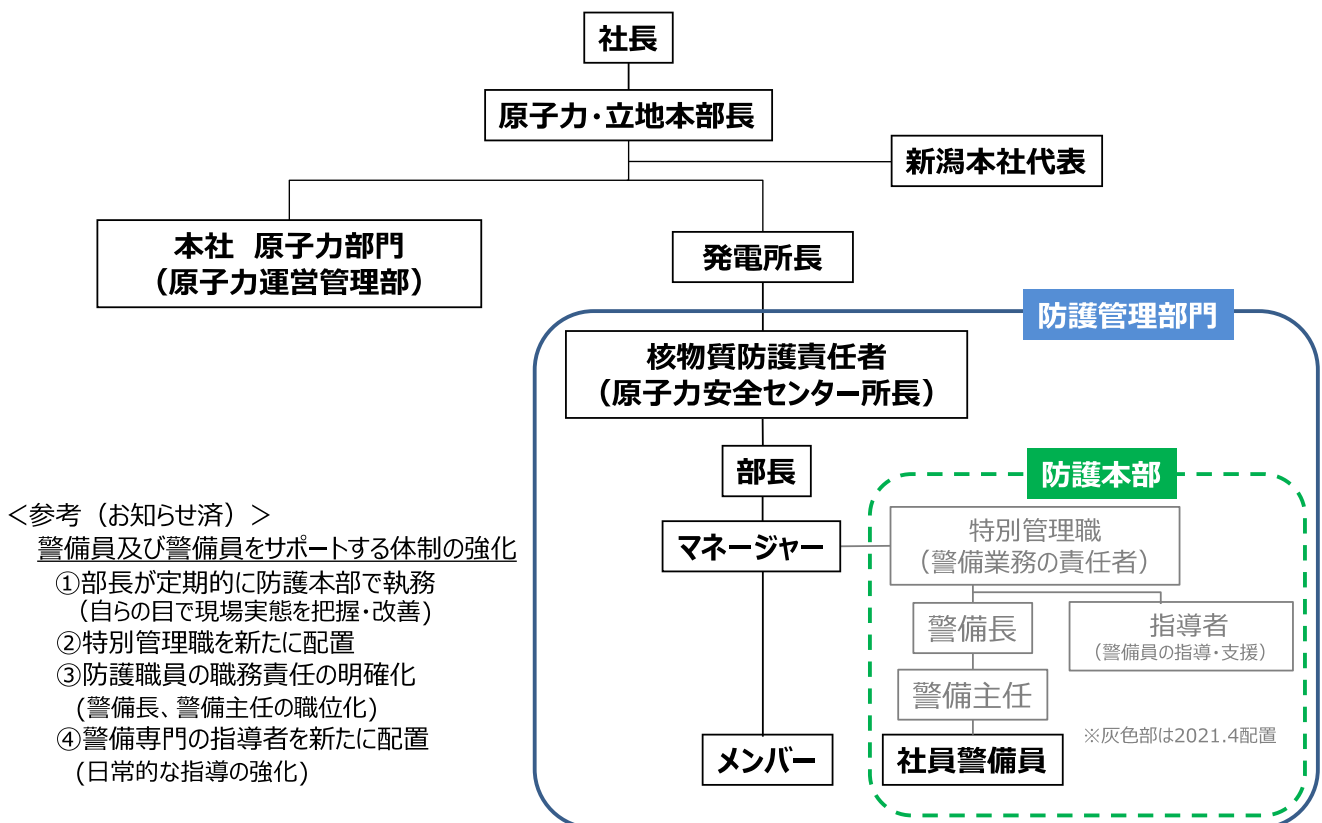 社長
原子力・立地本部長
新潟本社代表
本社 原子力部門
（原子力運営管理部）
発電所長
防護管理部門
核物質防護責任者
（原子力安全センター所長）
部長
防護本部
マネージャー
特別管理職
（警備業務の責任者）
警備長
指導者
（警備員の指導・支援）
警備主任
※灰色部は2021.4配置
メンバー
社員警備員
＜参考（お知らせ済）＞
警備員及び警備員をサポートする体制の強化
①部長が定期的に防護本部で執務
（自らの目で現場実態を把握・改善)
②特別管理職を新たに配置
③防護職員の職務責任の明確化
(警備長、警備主任の職位化)
④警備専門の指導者を新たに配置
(日常的な指導の強化)